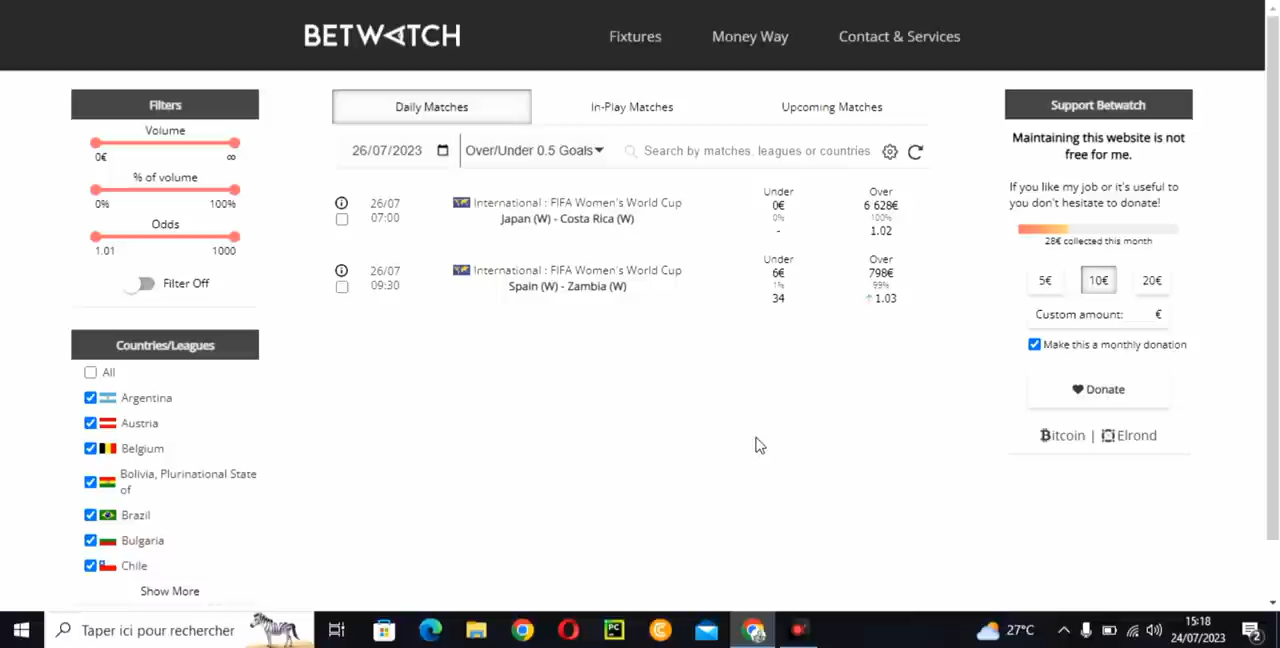 BETWATCH
Fixtures
Money Way
Contact & Services
Filters
Volume
0€ ∞
% of volume
0% 100%
Odds
1.01 1000
Filter Off
Countries/Leagues
All
Argentina
Austria
Belgium
Bolivia, Plurinational State
of
Brazil
Bulgaria
Chile
Show More
Daily Matches
In-Play Matches
Upcoming Matches
26/07/2023
Over/Under 0.5 Goals
Search by matches, leagues or countries
26/07
07:00
International : FIFA Women's World Cup
Japan (W) - Costa Rica (W)
Under
0€
0%
-
Over
6 628€
100%
1.02
26/07
09:30
International : FIFA Women's World Cup
Spain (W) - Zambia (W)
Under
6€
1%
34
Over
798€
99%
↑ 1.03
Support Betwatch
Maintaining this website is not
free for me.
If you like my job or it's useful to
you don't hesitate to donate!
28€ collected this month
5€ 10€ 20€
Custom amount: €
Make this a monthly donation
Donate
Bitcoin | Elrond
Taper ici pour rechercher
PC
27°C
15:18
24/07/2023
2